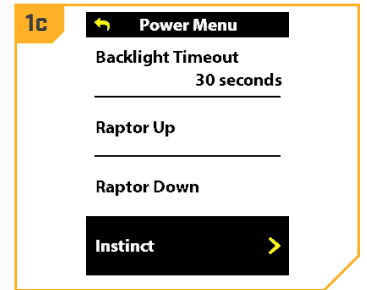 1c
Power Menu
Backlight Timeout
30 seconds
Raptor Up
Raptor Down
Instinct